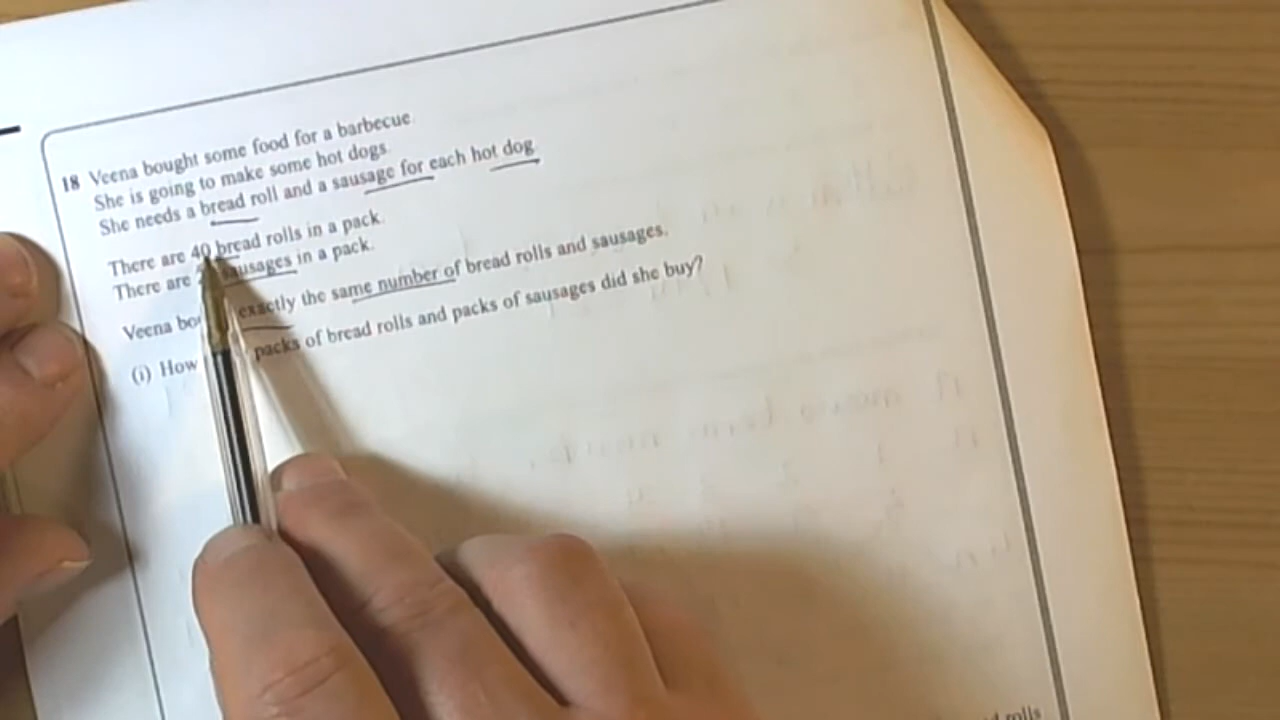 18 Veena bought some food for a barbecue.
She is going to make some hot dogs.
She needs a bread roll and a sausage for each hot dog.
There are 40 bread rolls in a pack.
There are sausages in a pack.
Veena exactly the same number of bread rolls and sausages.
(i) How packs of bread rolls and packs of sausages did she buy?
rolls